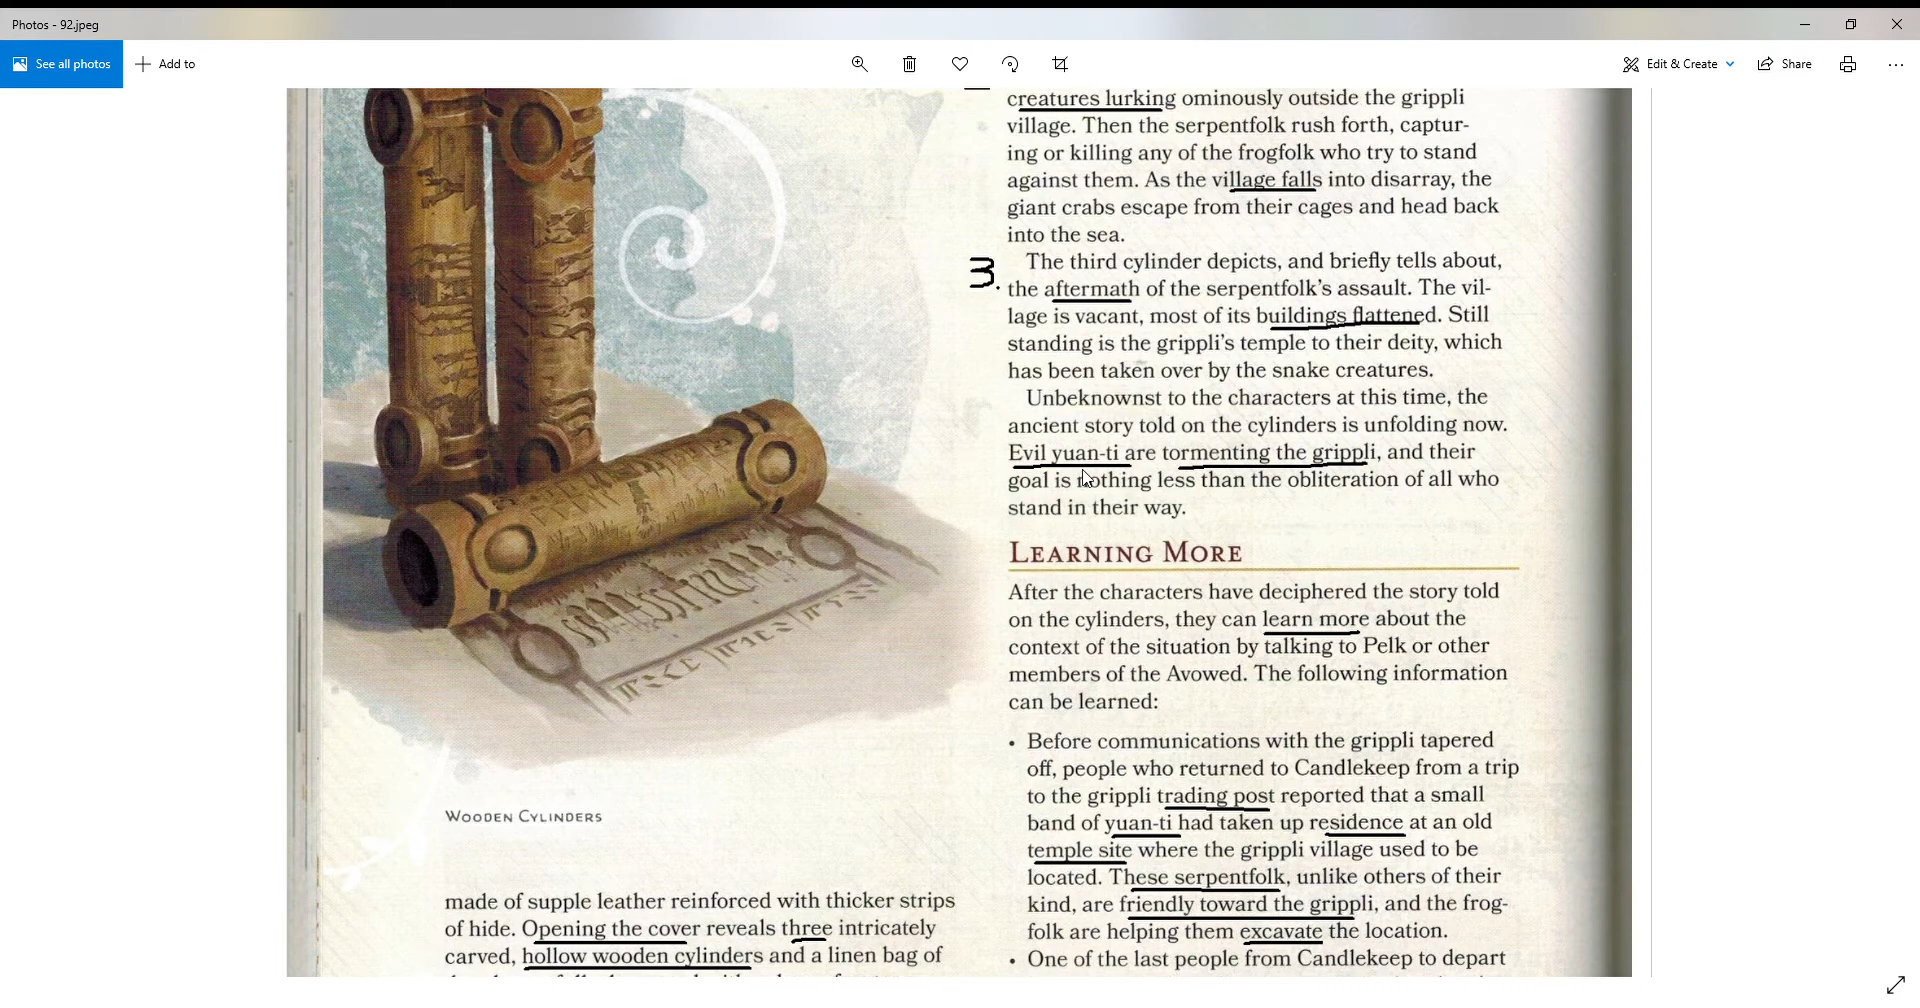 Photos - 92.jpeg
See all photos
Add to
Edit & Create
Share
WOODEN CYLINDERS
made of supple leather reinforced with thicker strips
of hide. Opening the cover reveals three intricately
carved, hollow wooden cylinders and a linen bag of
creatures lurking ominously outside the grippli
village. Then the serpentfolk rush forth, captur-
ing or killing any of the frogfolk who try to stand
against them. As the village falls into disarray, the
giant crabs escape from their cages and head back
into the sea.
3.
The third cylinder depicts, and briefly tells about,
the aftermath of the serpentfolk's assault. The vil-
lage is vacant, most of its buildings flattened. Still
standing is the grippli's temple to their deity, which
has been taken over by the snake creatures.
Unbeknownst to the characters at this time, the
ancient story told on the cylinders is unfolding now.
Evil yuan-ti are tormenting the grippli, and their
goal is nothing less than the obliteration of all who
stand in their way.
LEARNING MORE
After the characters have deciphered the story told
on the cylinders, they can learn more about the
context of the situation by talking to Pelk or other
members of the Avowed. The following information
can be learned:
• Before communications with the grippli tapered
off, people who returned to Candlekeep from a trip
to the grippli trading post reported that a small
band of yuan-ti had taken up residence at an old
temple site where the grippli village used to be
located. These serpentfolk, unlike others of their
kind, are friendly toward the grippli, and the frog-
folk are helping them excavate the location.
• One of the last people from Candlekeep to depart